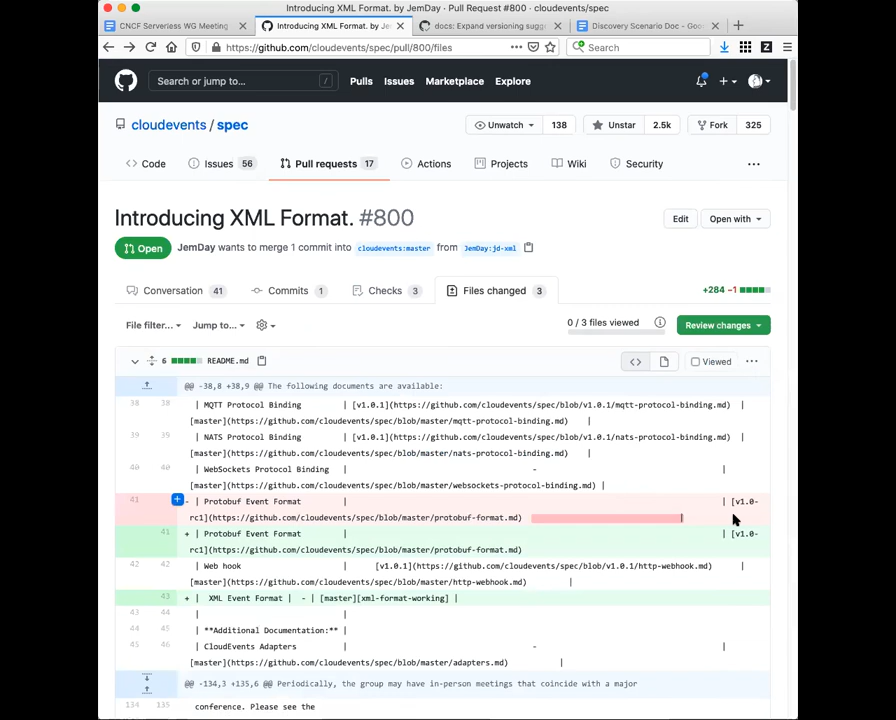 Introducing XML Format. by JemDay · Pull Request #800 · cloudevents/spec
CNCF Serverless WG Meeting
Introducing XML Format. by Jem
docs: Expand versioning sugg
Discovery Scenario Doc - Goo
https://github.com/cloudevents/spec/pull/800/files
Search
Search or jump to...
/
Pulls
Issues
Marketplace
Explore
cloudevents / spec
Unwatch
138
Unstar
2.5k
Fork
325
Code
Issues 56
Pull requests 17
Actions
Projects
Wiki
Security
Introducing XML Format. #800
Edit
Open with
Open
JemDay wants to merge 1 commit into cloudevents:master from JemDay:jd-xml
Conversation 41
Commits 1
Checks 3
Files changed 3
+284 −1
File filter...
Jump to...
0 / 3 files viewed
Review changes
6
README.md
Viewed
@@ -38,8 +38,9 @@ The following documents are available:
38 38 | MQTT Protocol Binding | [v1.0.1](https://github.com/cloudevents/spec/blob/v1.0.1/mqtt-protocol-binding.md) |
[master](https://github.com/cloudevents/spec/blob/master/mqtt-protocol-binding.md) |
39 39 | NATS Protocol Binding | [v1.0.1](https://github.com/cloudevents/spec/blob/v1.0.1/nats-protocol-binding.md) |
[master](https://github.com/cloudevents/spec/blob/master/nats-protocol-binding.md) |
40 40 | WebSockets Protocol Binding | - |
[master](https://github.com/cloudevents/spec/blob/master/websockets-protocol-binding.md) |
41 - | Protobuf Event Format | | [v1.0-
rc1](https://github.com/cloudevents/spec/blob/master/protobuf-format.md) |
41 + | Protobuf Event Format | | [v1.0-
rc1](https://github.com/cloudevents/spec/blob/master/protobuf-format.md)
42 42 | Web hook | [v1.0.1](https://github.com/cloudevents/spec/blob/v1.0.1/http-webhook.md) |
[master](https://github.com/cloudevents/spec/blob/master/http-webhook.md) |
43 + | XML Event Format | - | [master][xml-format-working] |
43 44 | |
44 45 | **Additional Documentation:** |
45 46 | CloudEvents Adapters | - |
[master](https://github.com/cloudevents/spec/blob/master/adapters.md) |
@@ -134,3 +135,6 @@ Periodically, the group may have in-person meetings that coincide with a major
134 135 conference. Please see the